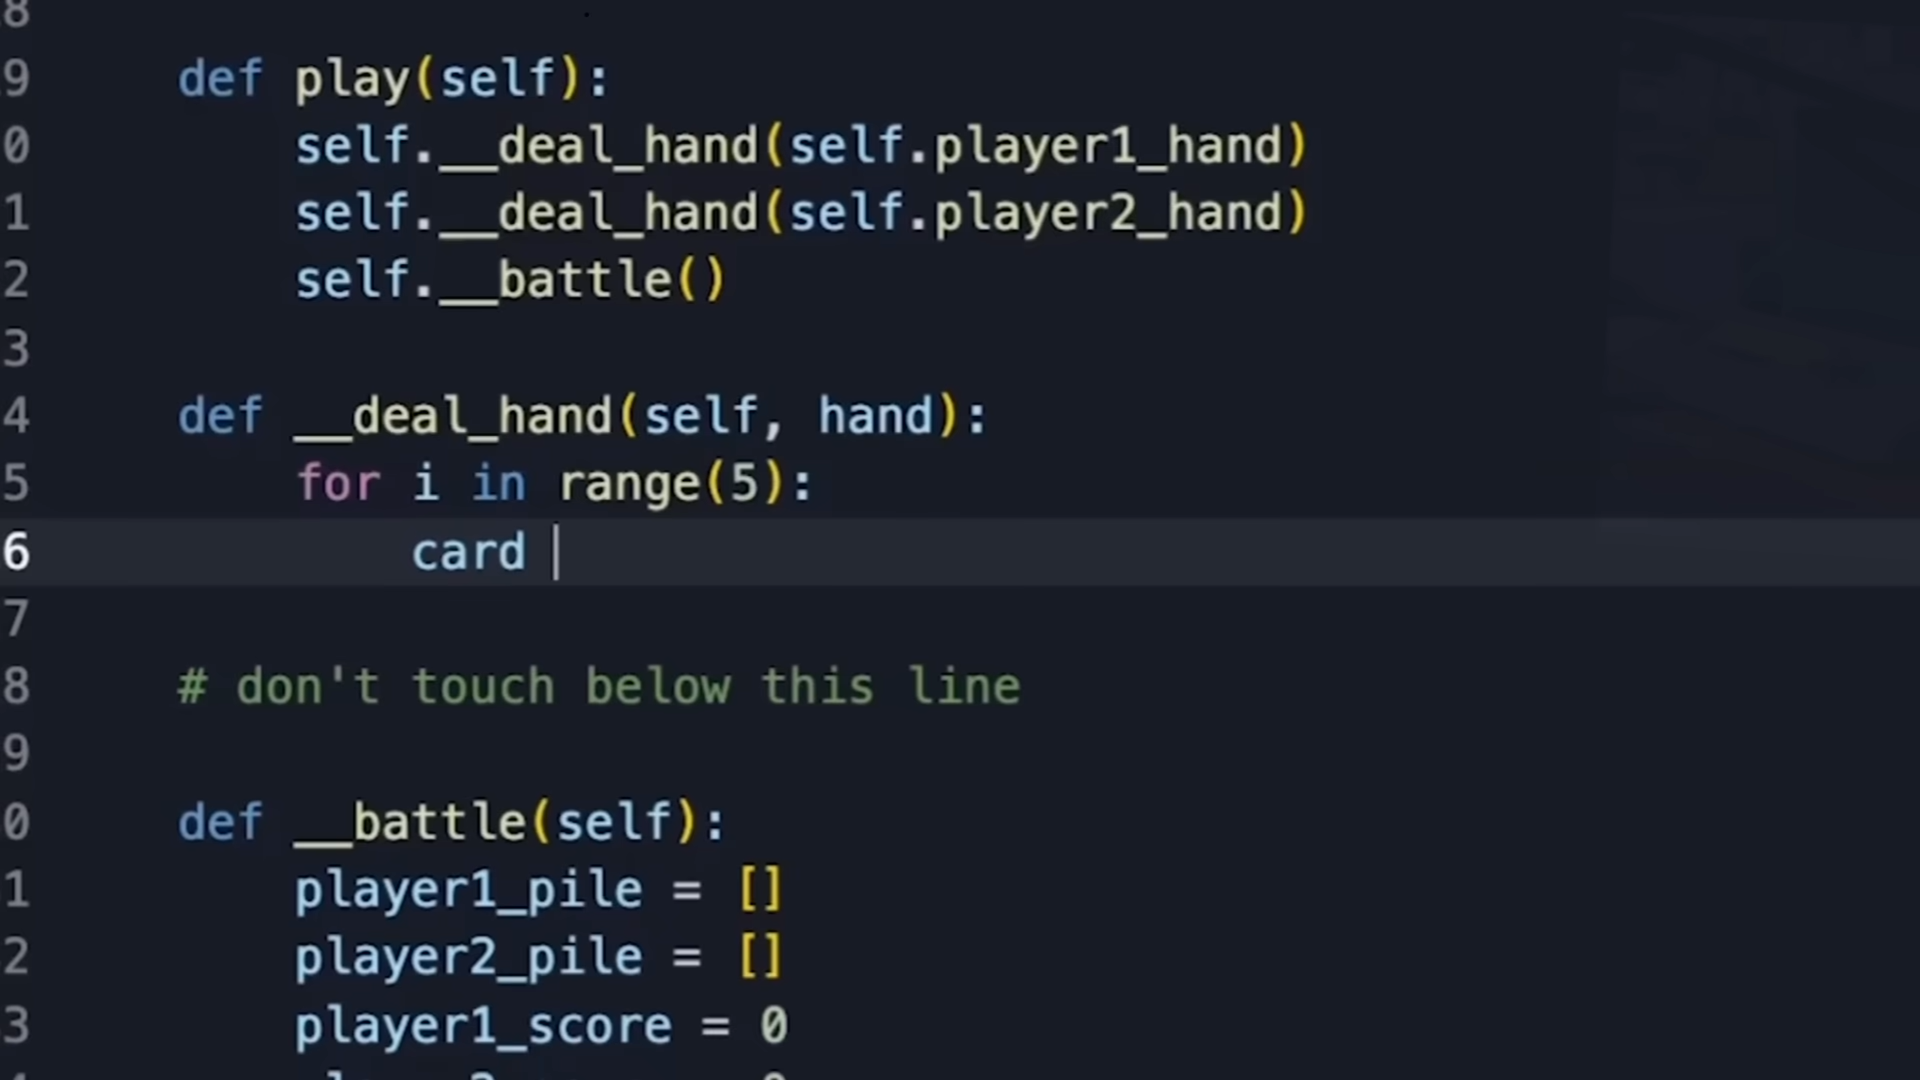 8
9 def play(self):
0 self.__deal_hand(self.player1_hand)
1 self.__deal_hand(self.player2_hand)
2 self.__battle()
3
4 def __deal_hand(self, hand):
5 for i in range(5):
6 card
7
8 # don't touch below this line
9
0 def __battle(self):
1 player1_pile = []
2 player2_pile = []
3 player1_score = 0